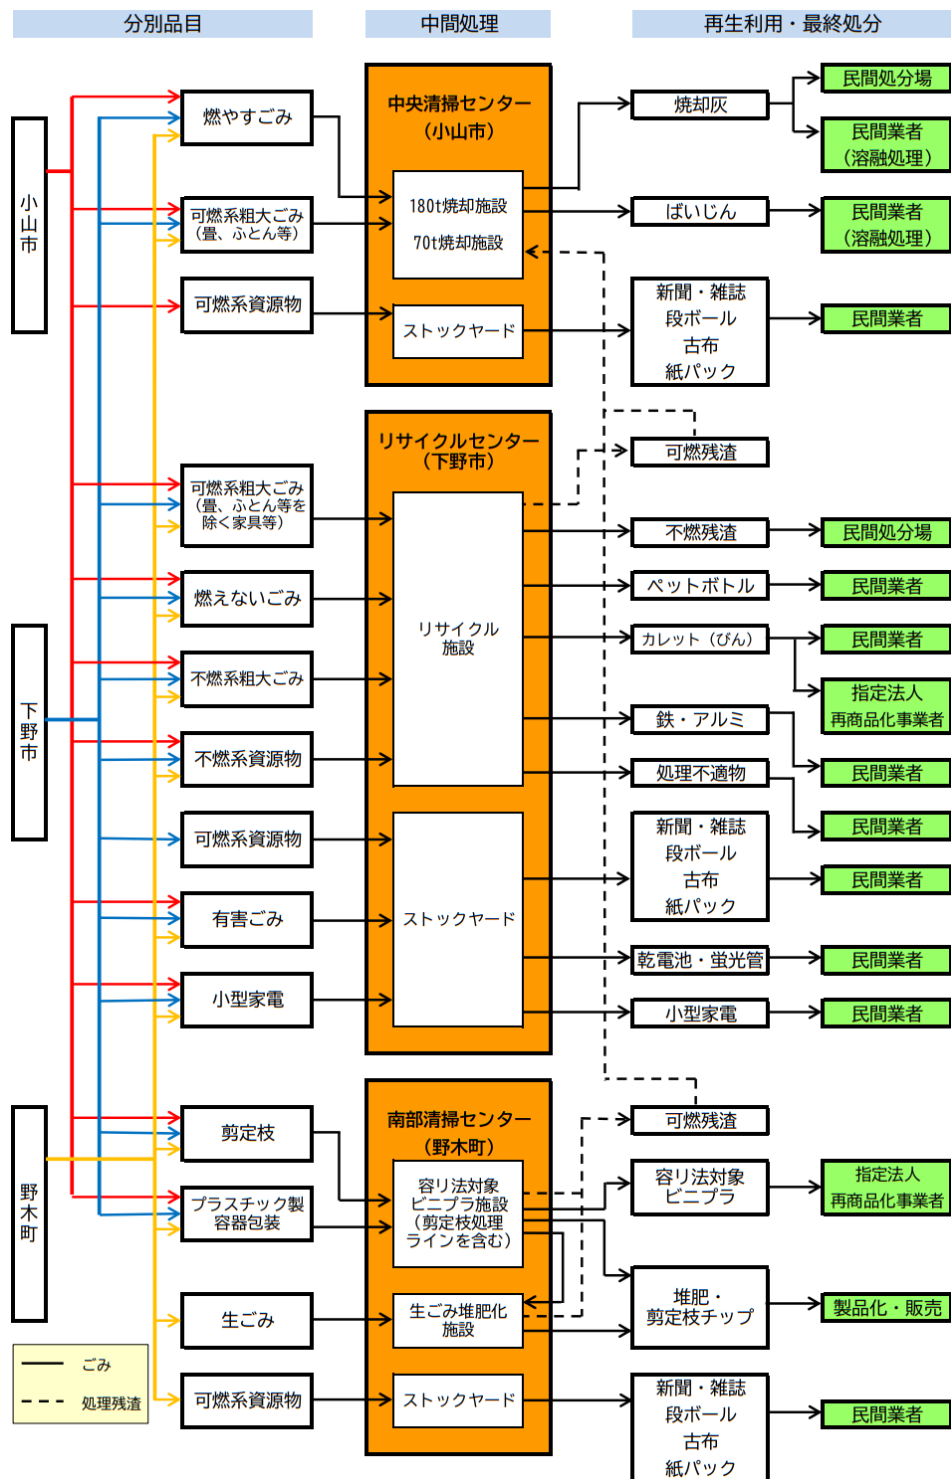 分別品目
中間処理
再生利用・最終処分
小山市
下野市
野木町
ごみ
処理残渣
燃やすごみ
可燃系粗大ごみ
(畳、ふとん等)
可燃系資源物
可燃系粗大ごみ
(畳、ふとん等を
除く家具等)
燃えないごみ
不燃系粗大ごみ
不燃系資源物
可燃系資源物
有害ごみ
小型家電
剪定枝
プラスチック製
容器包装
生ごみ
可燃系資源物
中央清掃センター
(小山市)
180t焼却施設
70t焼却施設
ストックヤード
リサイクルセンター
(下野市)
リサイクル
施設
ストックヤード
南部清掃センター
(野木町)
容リ法対象
ビニプラ施設
(剪定枝処理
ラインを含む)
生ごみ堆肥化
施設
ストックヤード
焼却灰
ばいじん
新聞・雑誌
段ボール
古布
紙パック
可燃残渣
不燃残渣
ペットボトル
カレット(びん)
鉄・アルミ
処理不適物
新聞・雑誌
段ボール
古布
紙パック
乾電池・蛍光管
小型家電
可燃残渣
容リ法対象
ビニプラ
堆肥・
剪定枝チップ
新聞・雑誌
段ボール
古布
紙パック
民間処分場
民間業者
(溶融処理)
民間業者
(溶融処理)
民間業者
民間処分場
民間業者
民間業者
指定法人
再商品化事業者
民間業者
民間業者
民間業者
民間業者
民間業者
指定法人
再商品化事業者
製品化・販売
民間業者